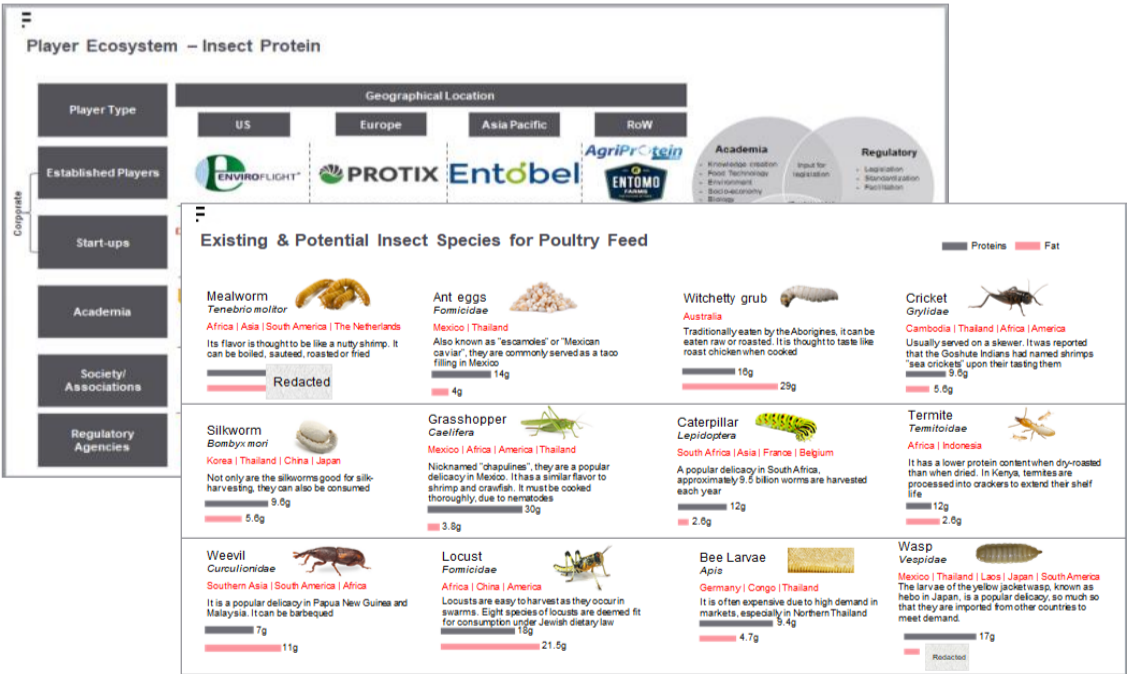 Player Ecosystem – Insect Protein
Player Type
Geographical Location
US
Europe
Asia Pacific
RoW
Corporate
Established Players
ENVIROFLIGHT
PROTIX
Entobel
AgriProtein
ENTOMO
FARMS
Academia
- Knowledge creation
- Food Technology
- Environment
- Socio-economy
- Biology
Input for
legislation
Regulatory
- Legislation
- Standardization
- Facilitation
Start-ups
Academia
Society/
Associations
Regulatory
Agencies
Existing & Potential Insect Species for Poultry Feed
Proteins
Fat
Mealworm
Tenebrio molitor
Africa | Asia | South America | The Netherlands
Its flavor is thought to be like a nutty shrimp. It
can be boiled, sauteed, roasted or fried
Redacted
Ant eggs
Formicidae
Mexico | Thailand
Also known as "escamoles" or "Mexican
caviar", they are commonly served as a taco
filling in Mexico
14g
4g
Witchetty grub
Australia
Traditionally eaten by the Aborigines, it can be
eaten raw or roasted. It is thought to taste like
roast chicken when cooked
16g
29g
Cricket
Grylidae
Cambodia | Thailand | Africa | America
Usually served on a skewer. It was reported
that the Goshute Indians had named shrimps
"sea crickets" upon their tasting them
9.6g
5.6g
Silkworm
Bombyx mori
Korea | Thailand | China | Japan
Not only are the silkworms good for silk-
harvesting, they can also be consumed
9.6g
5.6g
Grasshopper
Caelifera
Mexico | Africa | America | Thailand
Nicknamed "chapulines", they are a popular
delicacy in Mexico. It has a similar flavor to
shrimp and crawfish. It must be cooked
thoroughly, due to nematodes
30g
3.8g
Caterpillar
Lepidoptera
South Africa | Asia | France | Belgium
A popular delicacy in South Africa,
approximately 9.5 billion worms are harvested
each year
12g
2.6g
Termite
Termitoidae
Africa | Indonesia
It has a lower protein content when dry-roasted
than when dried. In Kenya, termites are
processed into crackers to extend their shelf
life
12g
2.6g
Weevil
Curculionidae
Southern Asia | South America | Africa
It is a popular delicacy in Papua New Guinea and
Malaysia. It can be barbequed
7g
11g
Locust
Formicidae
Africa | China | America
Locusts are easy to harvest as they occur in
swarms. Eight species of locusts are deemed fit
for consumption under Jewish dietary law
18g
21.5g
Bee Larvae
Apis
Germany | Congo | Thailand
It is often expensive due to high demand in
markets, especially in Northern Thailand
9.4g
4.7g
Wasp
Vespidae
Mexico | Thailand | Laos | Japan | South America
The larvae of the yellow jacket wasp, known as
hebo in Japan, is a popular delicacy, so much so
that they are imported from other countries to
meet demand.
17g
Redacted